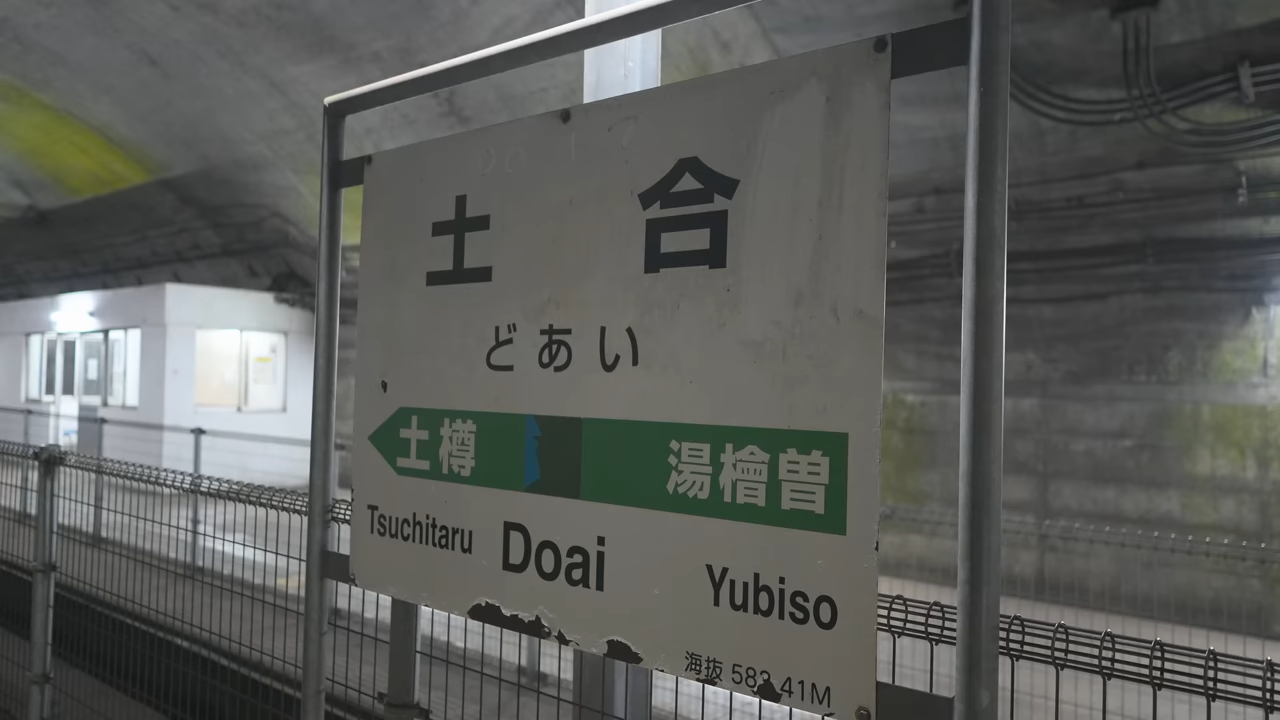 土 合
どあい
土樽 湯檜曽
Tsuchitaru Doai Yubiso
海抜 583.41M